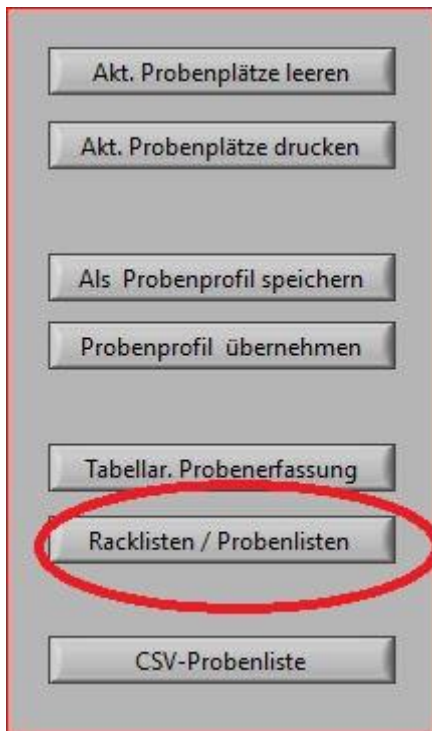 Akt. Probenplätze leeren
Akt. Probenplätze drucken
Als Probenprofil speichern
Probenprofil übernehmen
Tabellar. Probenerfassung
Racklisten / Probenlisten
CSV-Probenliste